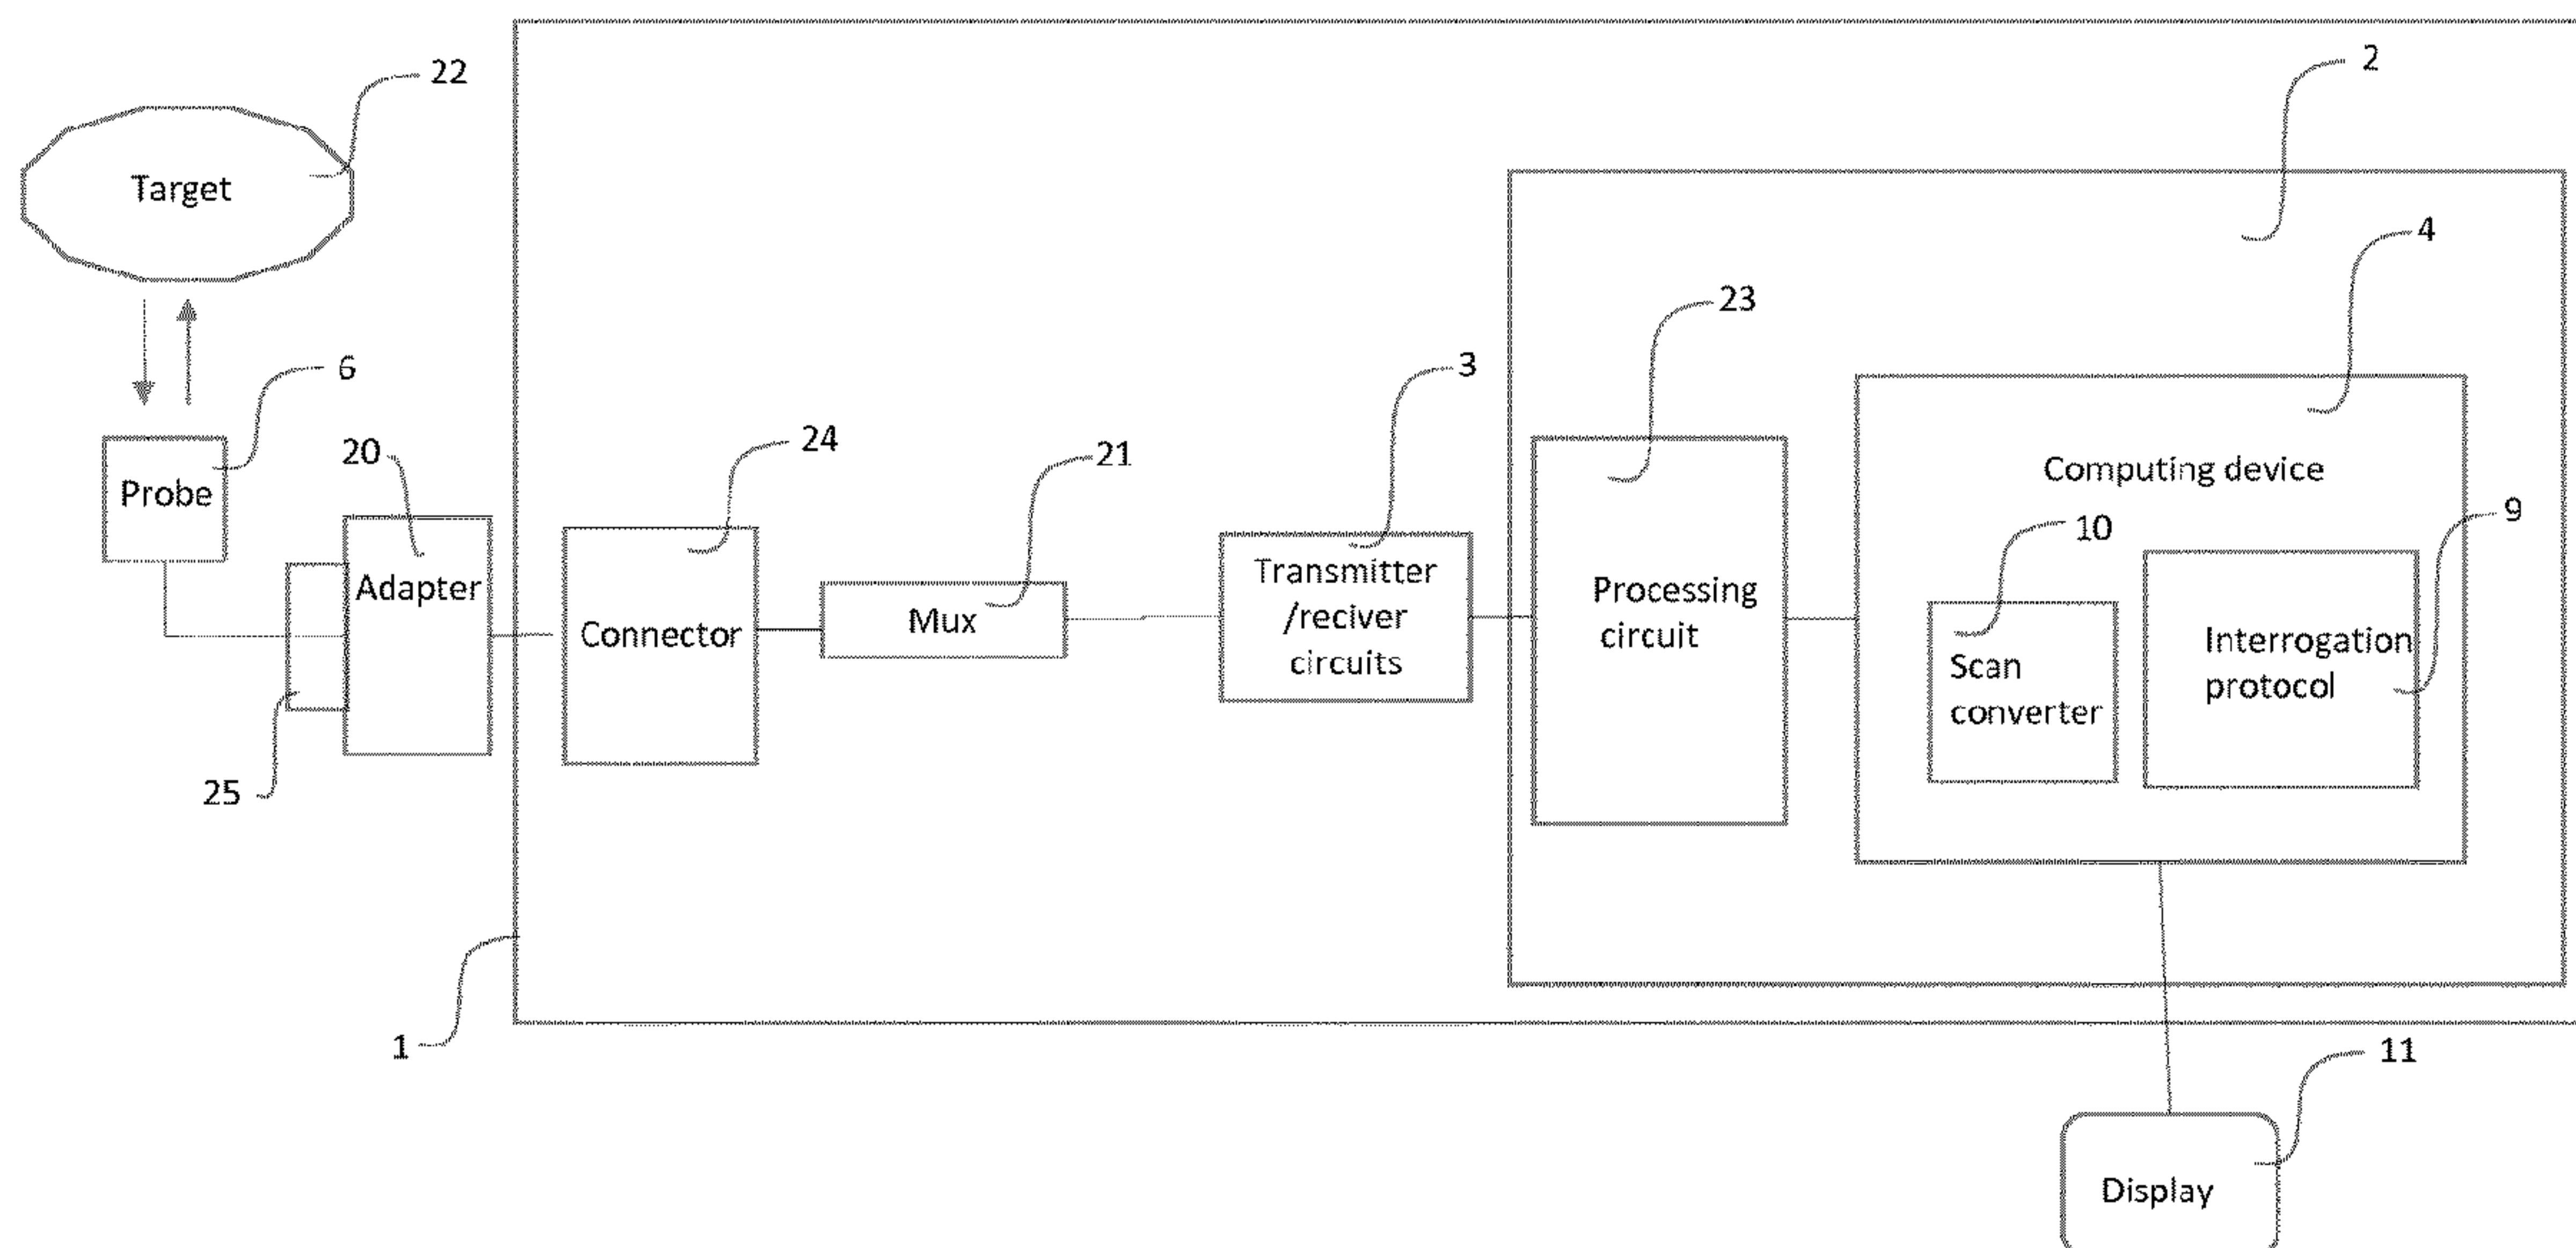 22
2
Target
4
23
6
3
20
24
21
Computing device
Probe
10
9
Adapter
Transmitter
/reciver
circuits
Processing
circuit
Connector
Mux
Scan
converter
Interrogation
protocol
25
1
11
Display